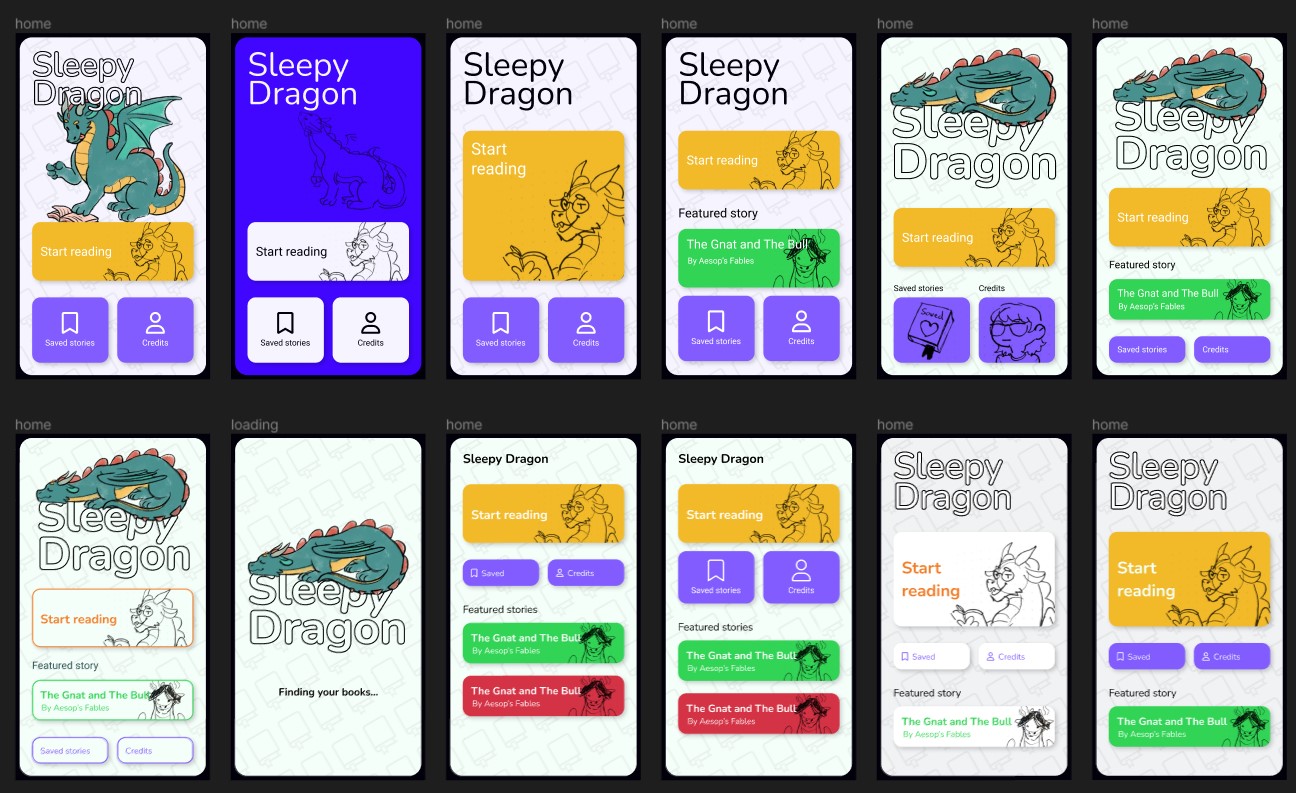 home
Sleepy
Dragon
Start reading
Saved stories
Credits
home
Sleepy
Dragon
Start reading
Saved stories
Credits
home
Sleepy
Dragon
Start
reading
Saved stories
Credits
home
Sleepy
Dragon
Start reading
Featured story
The Gnat and The Bull
By Aesop's Fables
Saved stories
Credits
home
Sleepy
Dragon
Start reading
Saved stories
Credits
Saved
home
Sleepy
Dragon
Start reading
Featured story
The Gnat and The Bull
By Aesop's Fables
Saved stories
Credits
home
Sleepy
Dragon
Start reading
Featured story
The Gnat and The Bull
By Aesop's Fables
Saved stories
Credits
loading
Sleepy
Dragon
Finding your books...
home
Sleepy Dragon
Start reading
Saved
Credits
Featured stories
The Gnat and The Bull
By Aesop's Fables
The Gnat and The Bull
By Aesop's Fables
home
Sleepy Dragon
Start reading
Saved stories
Credits
Featured stories
The Gnat and The Bull
By Aesop's Fables
The Gnat and The Bull
By Aesop's Fables
home
Sleepy
Dragon
Start
reading
Saved
Credits
Featured story
The Gnat and The Bull
By Aesop's Fables
home
Sleepy
Dragon
Start
reading
Saved
Credits
Featured story
The Gnat and The Bull
By Aesop's Fables